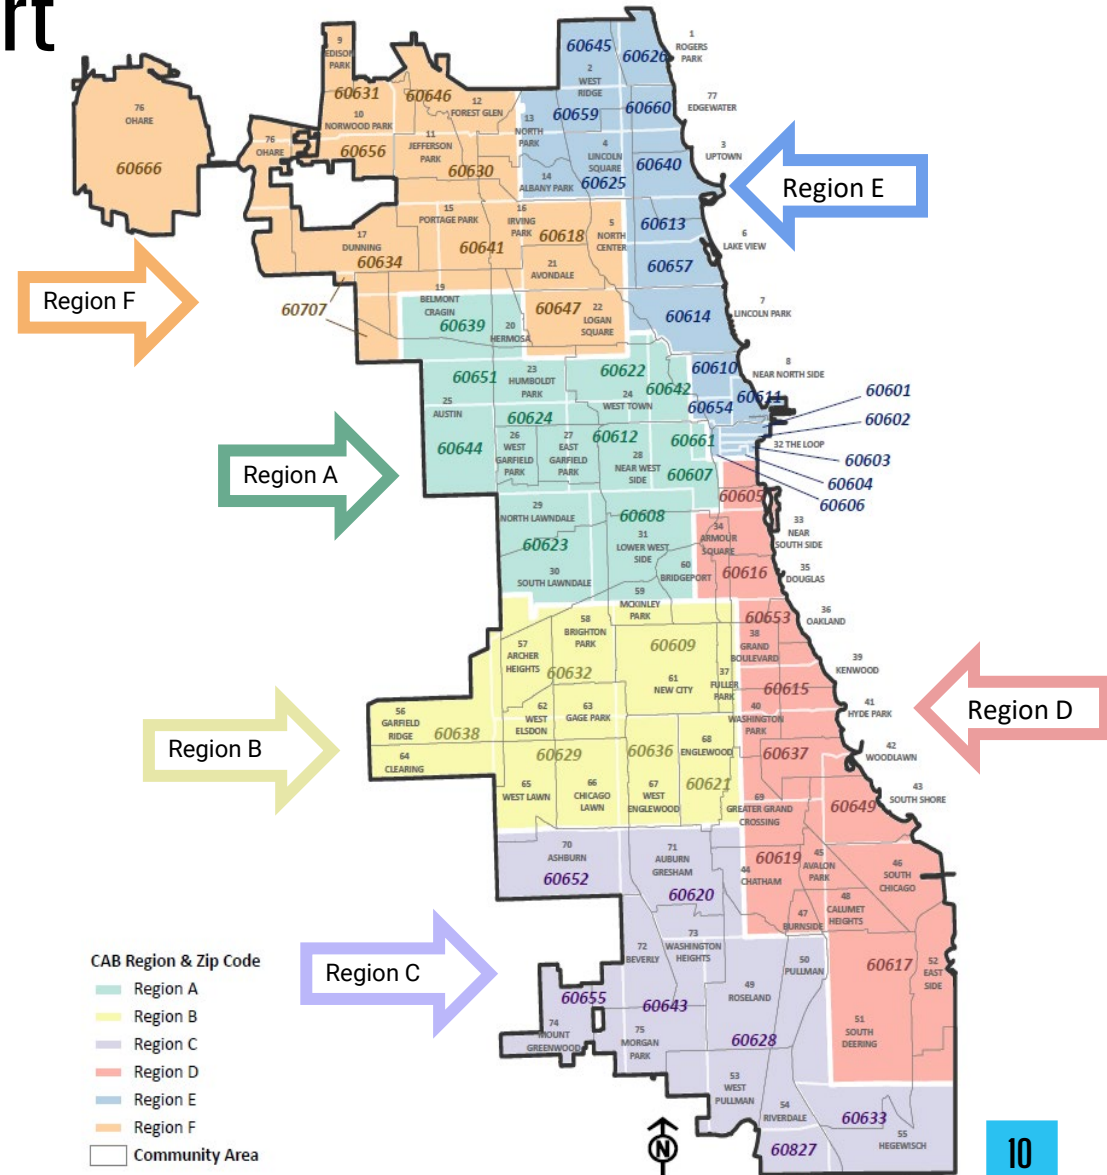 rt
9
EDISON
PARK
60631
10
NORWOOD PARK
60646
12
FOREST GLEN
60645
2
WEST
RIDGE
60626
1
ROGERS
PARK
76
OHARE
60666
76
OHARE
60656
11
JEFFERSON
PARK
60630
13
NORTH
PARK
60659
60660
77
EDGEWATER
4
LINCOLN
SQUARE
60625
14
ALBANY PARK
60640
3
UPTOWN
Region E
15
PORTAGE PARK
16
IRVING
PARK
60618
5
NORTH
CENTER
60613
6
LAKE VIEW
17
DUNNING
60634
60641
21
AVONDALE
60657
Region F
60707
19
BELMONT
CRAGIN
60639
20
HERMOSA
60647
22
LOGAN
SQUARE
60614
7
LINCOLN PARK
60651
23
HUMBOLDT
PARK
60622
60642
24
WEST TOWN
60610
8
NEAR NORTH SIDE
60611
60654
60601
60602
32 THE LOOP
60603
60604
60606
25
AUSTIN
60644
60624
26
WEST
GARFIELD
PARK
27
EAST
GARFIELD
PARK
60612
28
NEAR WEST
SIDE
60661
60607
Region A
29
NORTH LAWNDALE
60623
30
SOUTH LAWNDALE
60608
31
LOWER WEST
SIDE
60
BRIDGEPORT
59
MCKINLEY
PARK
60605
33
NEAR
SOUTH SIDE
34
ARMOUR
SQUARE
60616
35
DOUGLAS
60653
36
OAKLAND
38
GRAND
BOULEVARD
39
KENWOOD
57
ARCHER
HEIGHTS
58
BRIGHTON
PARK
60632
60609
61
NEW CITY
37
FULLER
PARK
60615
40
WASHINGTON
PARK
41
HYDE PARK
Region D
56
GARFIELD
RIDGE
60638
64
CLEARING
62
WEST
ELSDON
63
GAGE PARK
60629
65
WEST LAWN
66
CHICAGO
LAWN
60636
67
WEST
ENGLEWOOD
68
ENGLEWOOD
60621
Region B
60637
42
WOODLAWN
69
GREATER GRAND
CROSSING
60649
43
SOUTH SHORE
70
ASHBURN
60652
71
AUBURN
GRESHAM
60620
44
CHATHAM
60619
45
AVALON
PARK
46
SOUTH
CHICAGO
47
BURNSIDE
48
CALUMET
HEIGHTS
72
BEVERLY
73
WASHINGTON
HEIGHTS
50
PULLMAN
60617
52
EAST
SIDE
Region C
60655
74
MOUNT
GREENWOOD
60643
75
MORGAN
PARK
49
ROSELAND
60628
51
SOUTH
DEERING
53
WEST
PULLMAN
54
RIVERDALE
60633
55
HEGEWISCH
60827
CAB Region & Zip Code
Region A
Region B
Region C
Region D
Region E
Region F
Community Area
N
10